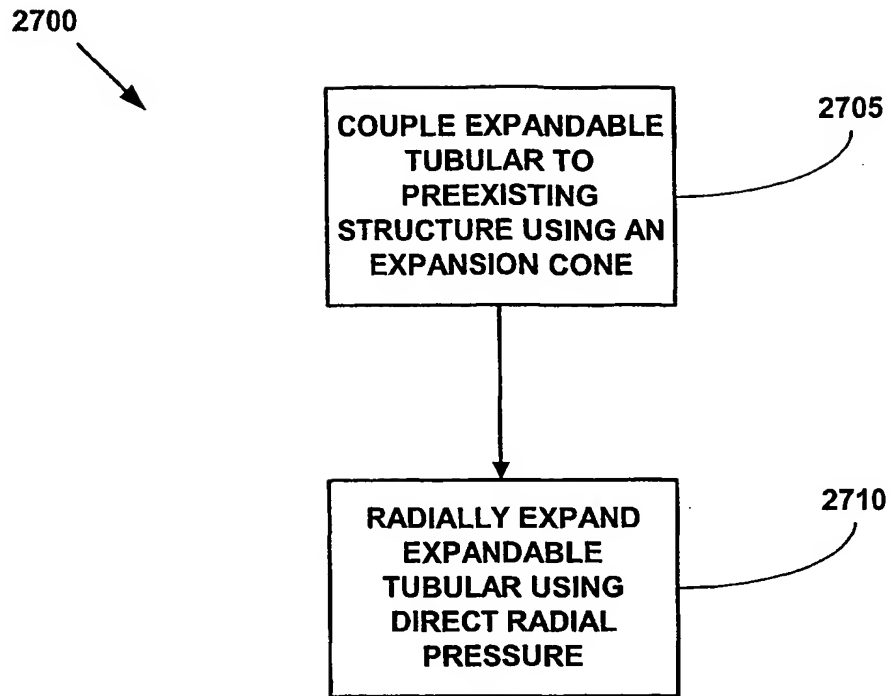 2700
COUPLE EXPANDABLE
TUBULAR TO
PREEXISTING
STRUCTURE USING AN
EXPANSION CONE
2705
RADIALLY EXPAND
EXPANDABLE
TUBULAR USING
DIRECT RADIAL
PRESSURE
2710